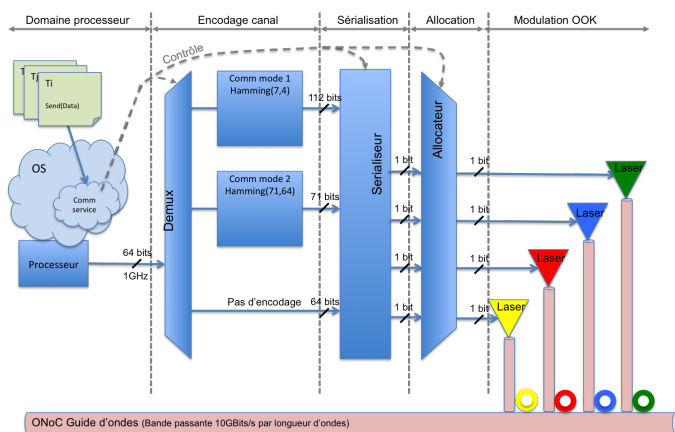 Domaine processeur
Encodage canal
Sérialisation
Allocation
Modulation OOK
Contrôle
Tj
Ti
Send(Data)
OS
Comm
service
Processeur
64 bits
1GHz
Demux
Comm mode 1
Hamming(7,4)
112 bits
Comm mode 2
Hamming(71,64)
71 bits
Pas d'encodage
64 bits
Serialiseur
1 bit
1 bit
1 bit
1 bit
Allocateur
1 bit
1 bit
1 bit
1 bit
Laser
Laser
Laser
Laser
ONoC Guide d'ondes (Bande passante 10GBits/s par longueur d'ondes)